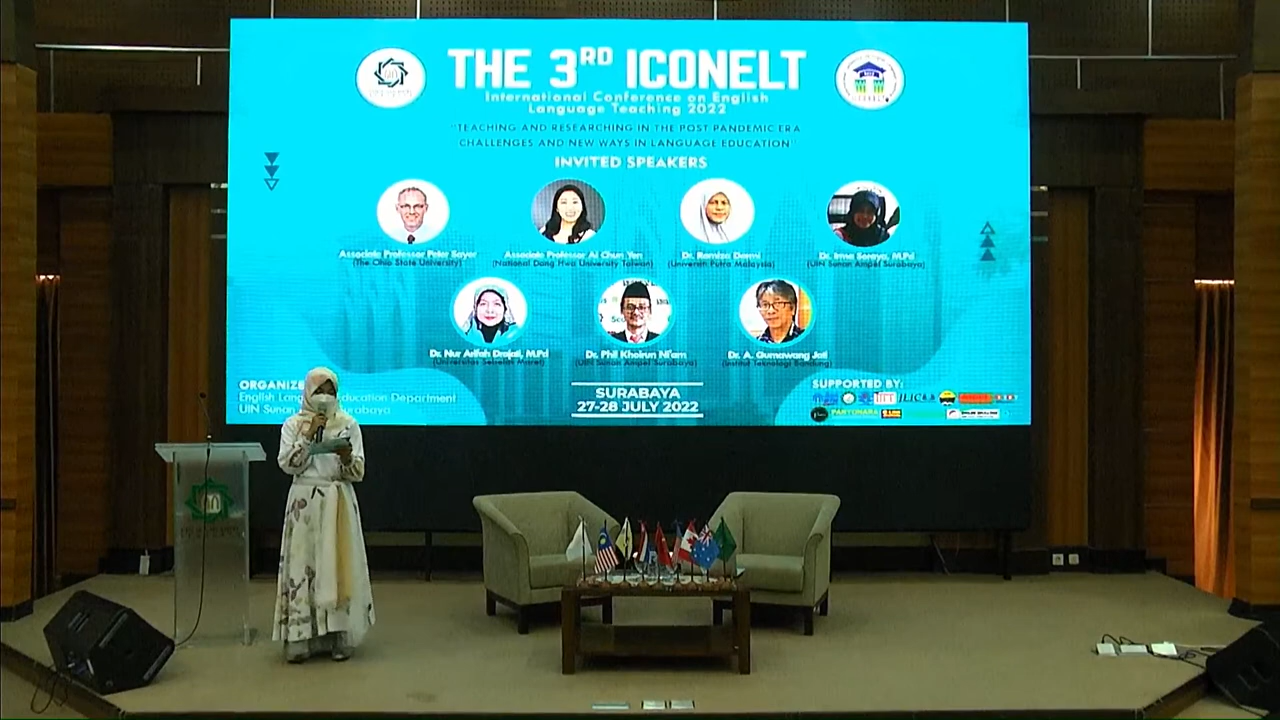 THE 3RD ICONELT
International Conference on English
Language Teaching 2022
"TEACHING AND RESEARCHING IN THE POST PANDEMIC ERA
CHALLENGES AND NEW WAYS IN LANGUAGE EDUCATION"
INVITED SPEAKERS
Associate Professor Peter Sayer
(The Ohio State University)
Associate Professor Ai Chun Yen
(National Dong Hwa University Taiwan)
Dr. Ramiza Darmi
(Universiti Putra Malaysia)
Dr. Irma Soraya, M.Pd
(UIN Sunan Ampel Surabaya)
Dr. Nur Arifah Drajati, M.Pd
(Universitas Sebelah Maret)
Dr. Phil Khoirun Ni'am
(UIN Sunan Ampel Surabaya)
Dr. A. Gumawang Jati
(Institut Teknologi Bandung)
SURABAYA
27-28 JULY 2022
ORGANIZE
English Lang Education Department
UIN Sunan Surabaya
SUPPORTED BY: